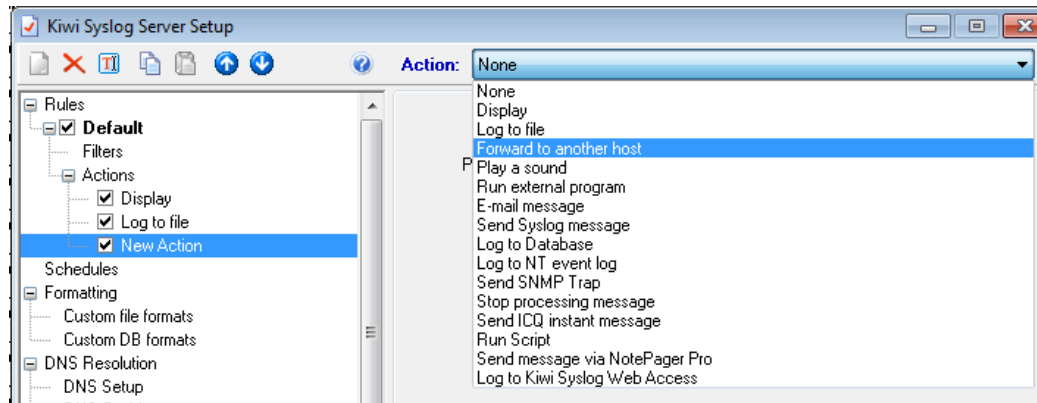 Kiwi Syslog Server Setup
Action: None
Rules
Default
Filters
Actions
Display
Log to file
New Action
Schedules
Formatting
Custom file formats
Custom DB formats
DNS Resolution
DNS Setup
None
Display
Log to file
Forward to another host
P
Play a sound
Run external program
E-mail message
Send Syslog message
Log to Database
Log to NT event log
Send SNMP Trap
Stop processing message
Send ICQ instant message
Run Script
Send message via NotePager Pro
Log to Kiwi Syslog Web Access